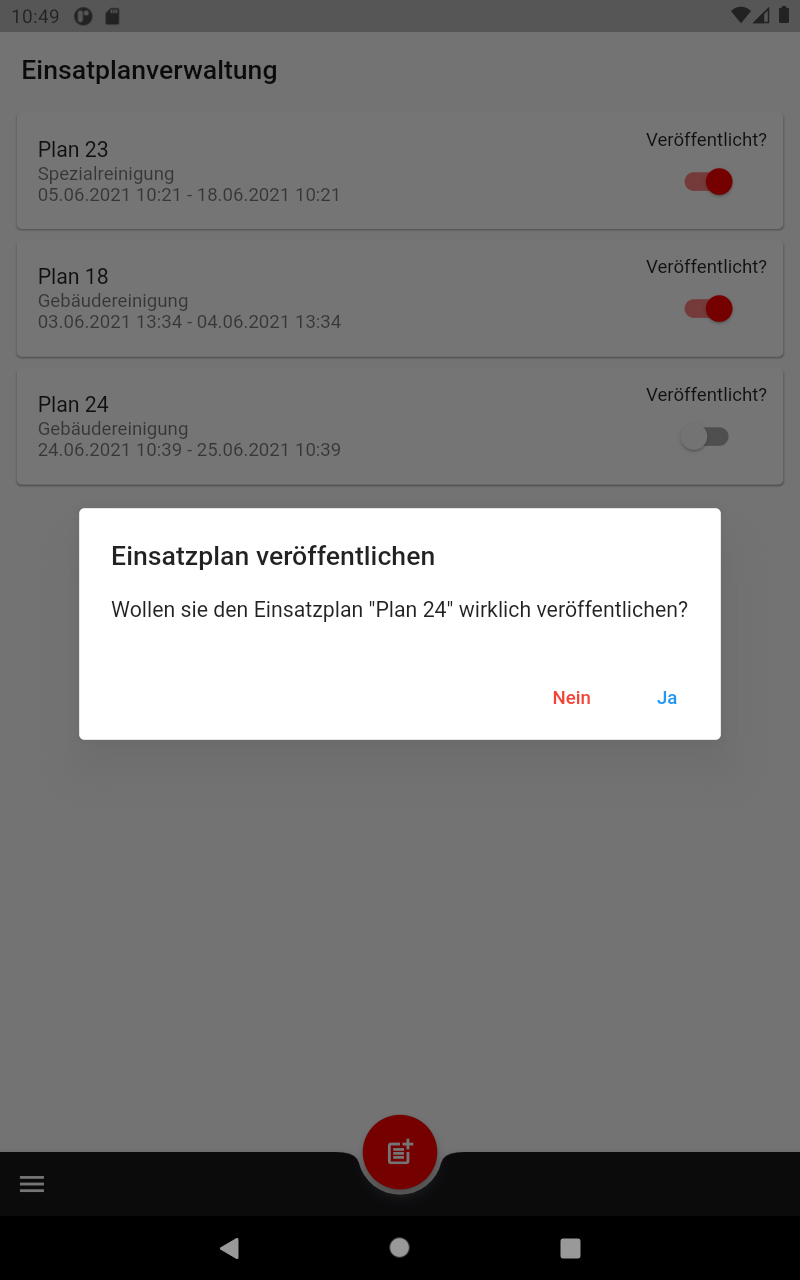 10:49
Einsatplanverwaltung
Plan 23
Spezialreinigung
05.06.2021 10:21 - 18.06.2021 10:21
Veröffentlicht?
Plan 18
Gebäudereinigung
03.06.2021 13:34 - 04.06.2021 13:34
Veröffentlicht?
Plan 24
Gebäudereinigung
24.06.2021 10:39 - 25.06.2021 10:39
Veröffentlicht?
Einsatzplan veröffentlichen
Wollen sie den Einsatzplan "Plan 24" wirklich veröffentlichen?
Nein Ja